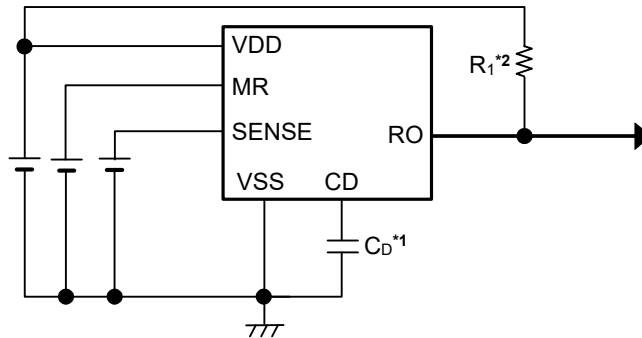 VDD
R1*2
MR
SENSE
RO
VSS CD
CD*1